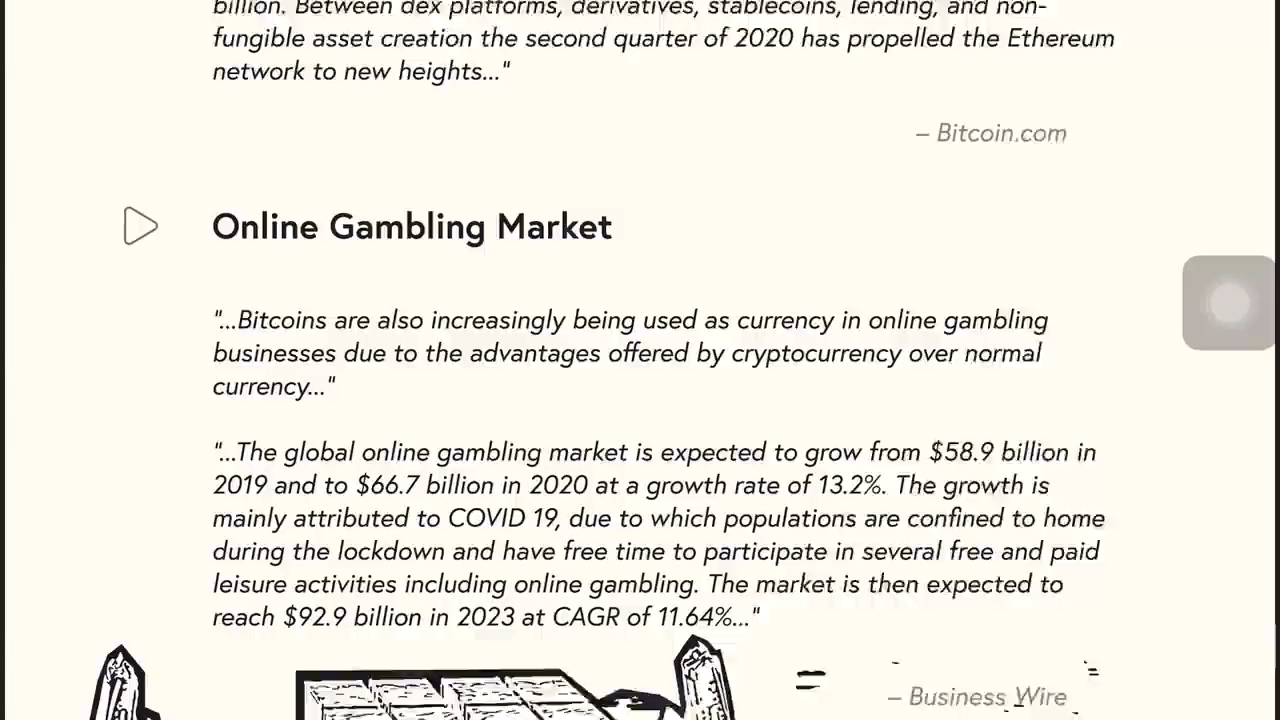 billion. Between dex platforms, derivatives, stablecoins, lending, and non-
fungible asset creation the second quarter of 2020 has propelled the Ethereum
network to new heights..."
– Bitcoin.com
Online Gambling Market
"...Bitcoins are also increasingly being used as currency in online gambling
businesses due to the advantages offered by cryptocurrency over normal
currency..."
"...The global online gambling market is expected to grow from $58.9 billion in
2019 and to $66.7 billion in 2020 at a growth rate of 13.2%. The growth is
mainly attributed to COVID 19, due to which populations are confined to home
during the lockdown and have free time to participate in several free and paid
leisure activities including online gambling. The market is then expected to
reach $92.9 billion in 2023 at CAGR of 11.64%..."
– Business Wire